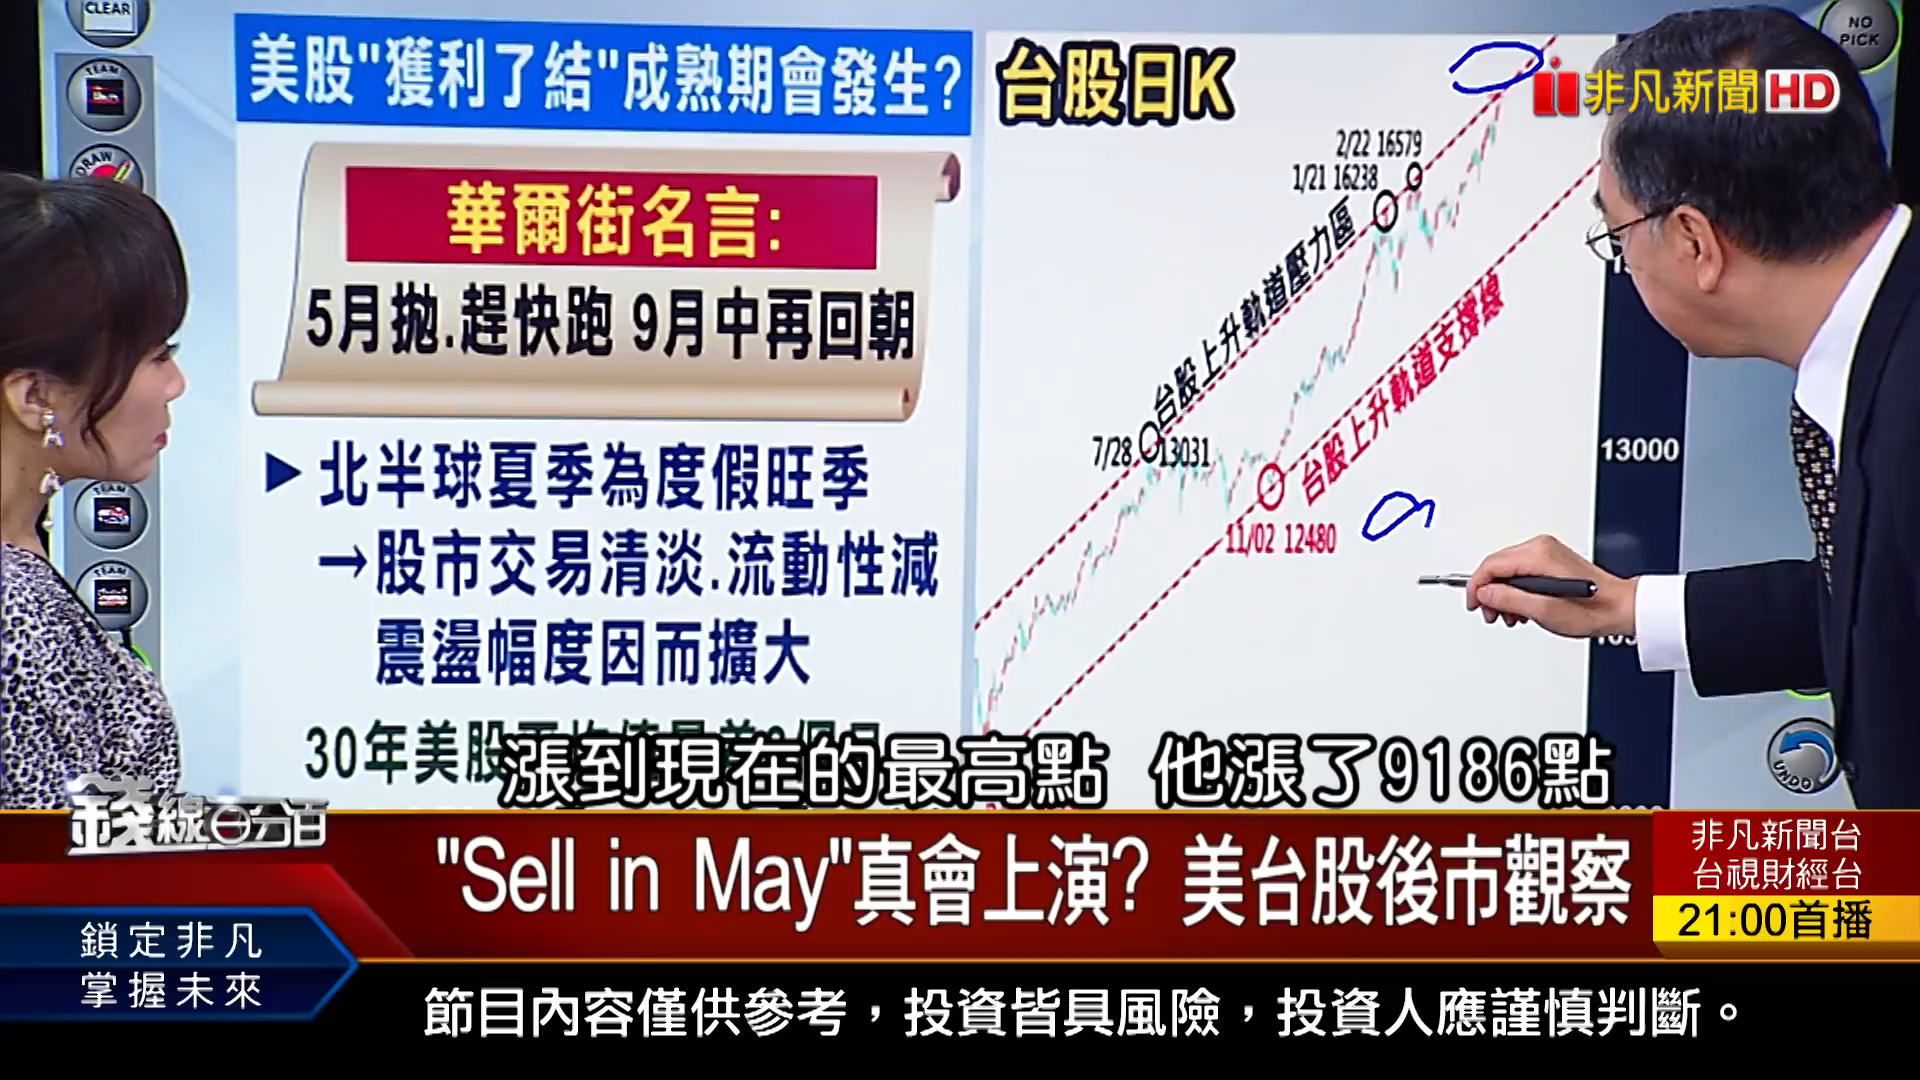 CLEAR
TEAM
DRAW
TEAM
TEAM
美股"獲利了結"成熟期會發生?
華爾街名言:
5月拋.趕快跑 9月中再回朝
▶北半球夏季為度假旺季
→股市交易清淡.流動性減
震盪幅度因而擴大
30年美股
台股日K
2/22 16579
1/21 16238
台股上升軌道壓力區
7/28 13031
台股上升軌道支撐線
11/02 12480
13000
NO
PICK
UNDO
非凡新聞HD
漲到現在的最高點 他漲了9186點
錢線百分百
"Sell in May"真會上演? 美台股後市觀察
非凡新聞台
台視財經台
21:00首播
鎖定非凡
掌握未來
節目內容僅供參考，投資皆具風險，投資人應謹慎判斷。